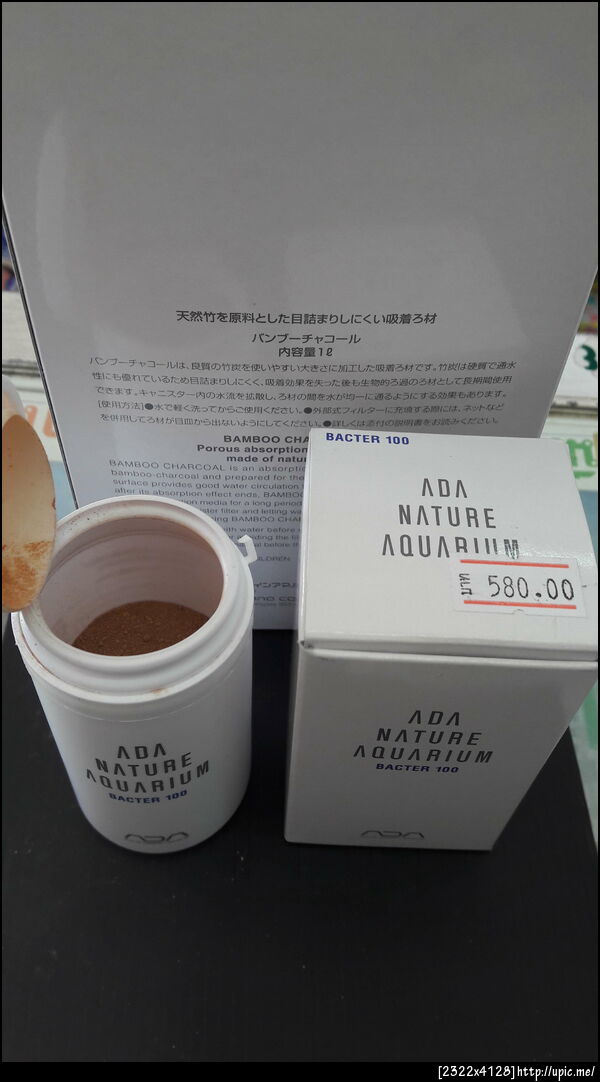 天然竹を原料とした目詰まりしにくい吸着ろ材
バンブーチャコール
内容量1ℓ
バンブーチャコールは、良質の竹炭を使いやすい大きさに加工した吸着ろ材です。竹炭は硬質で通水
性にも優れているため目詰まりしにくく、吸着効果を失った後も生物的ろ過のろ材として長期間使用
できます。キャニスター内の水流を拡散し、ろ材の間を水が均一に通るようにする効果もあります。
[使用方法]●水で軽く洗ってからご使用ください。●外部式フィルターに充填する際には、ネットなど
を併用してろ材が目皿から出ないようにしてください。●詳しくは添付の説明書をお読みください。
BAMBOO CHA
Porous absorption
made of natur
BAMBOO CHARCOAL is an absorptio
bamboo-charcoal and prepared for the
surface provides good water circulation
after its absorption effect ends, BAMBO
media for a long period
ster filter and letting wa
ing BAMBOO CHA
with water before
BACTER 100
ADA
NATURE
AQUARIUM
บาท 580.00
ADA
NATURE
AQUARIUM
BACTER 100
ADA
ADA
NATURE
AQUARIUM
BACTER 100
ADA
[2322x4128]http://upic.me/